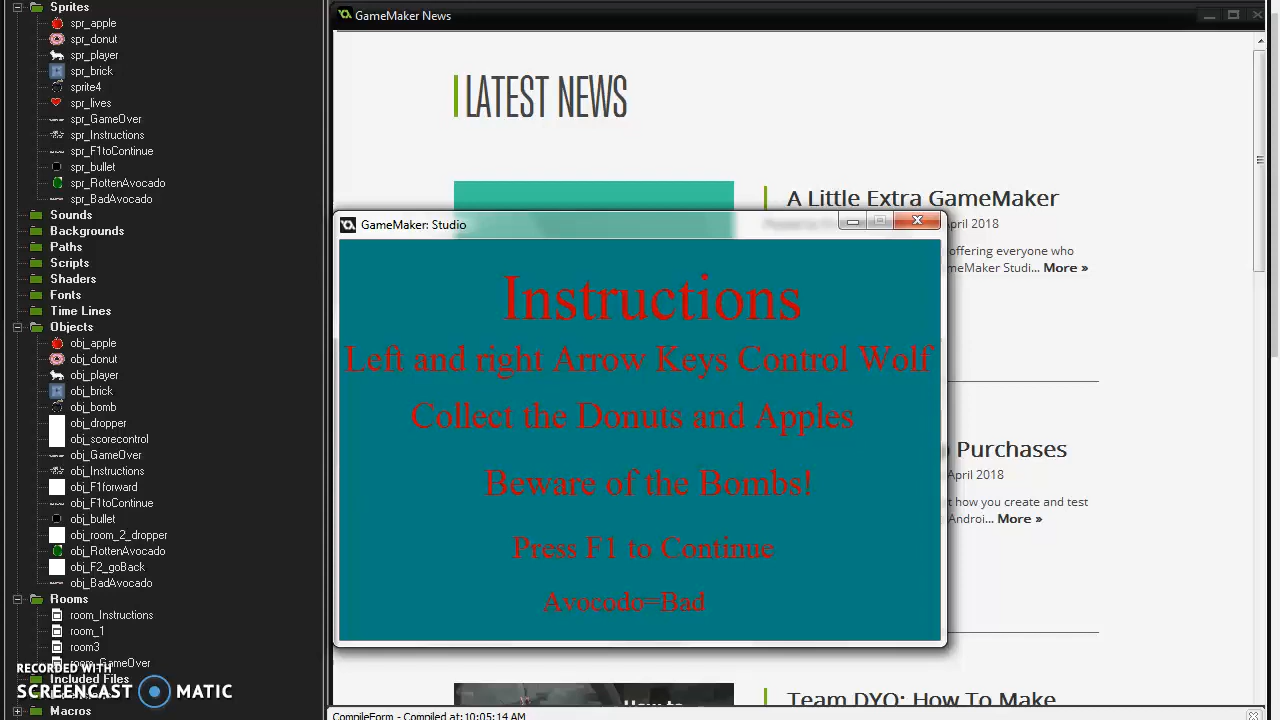 Sprites
spr_apple
spr_donut
spr_player
spr_brick
sprite4
spr_lives
spr_GameOver
spr_Instructions
spr_F1toContinue
spr_bullet
spr_RottenAvocado
spr_BadAvocado
Sounds
Backgrounds
Paths
Scripts
Shaders
Fonts
Time Lines
Objects
obj_apple
obj_donut
obj_player
obj_brick
obj_bomb
obj_dropper
obj_scorecontrol
obj_GameOver
obj_Instructions
obj_F1forward
obj_F1toContinue
obj_bullet
obj_room_2_dropper
obj_RottenAvocado
obj_F2_goBack
obj_BadAvocado
Rooms
room_Instructions
room_1
room3
room_GameOver
Included Files
Macros
RECORDED WITH
SCREENCAST MATIC
GameMaker News
LATEST NEWS
A Little Extra GameMaker
April 2018
offering everyone who
meMaker Studi... More »
Purchases
April 2018
t how you create and test
Androi... More »
Team DYO: How To Make
How to
GameMaker: Studio
Instructions
Left and right Arrow Keys Control Wolf
Collect the Donuts and Apples
Beware of the Bombs!
Press F1 to Continue
Avocodo=Bad
CompileForm - Compiled at:10:05:14 AM